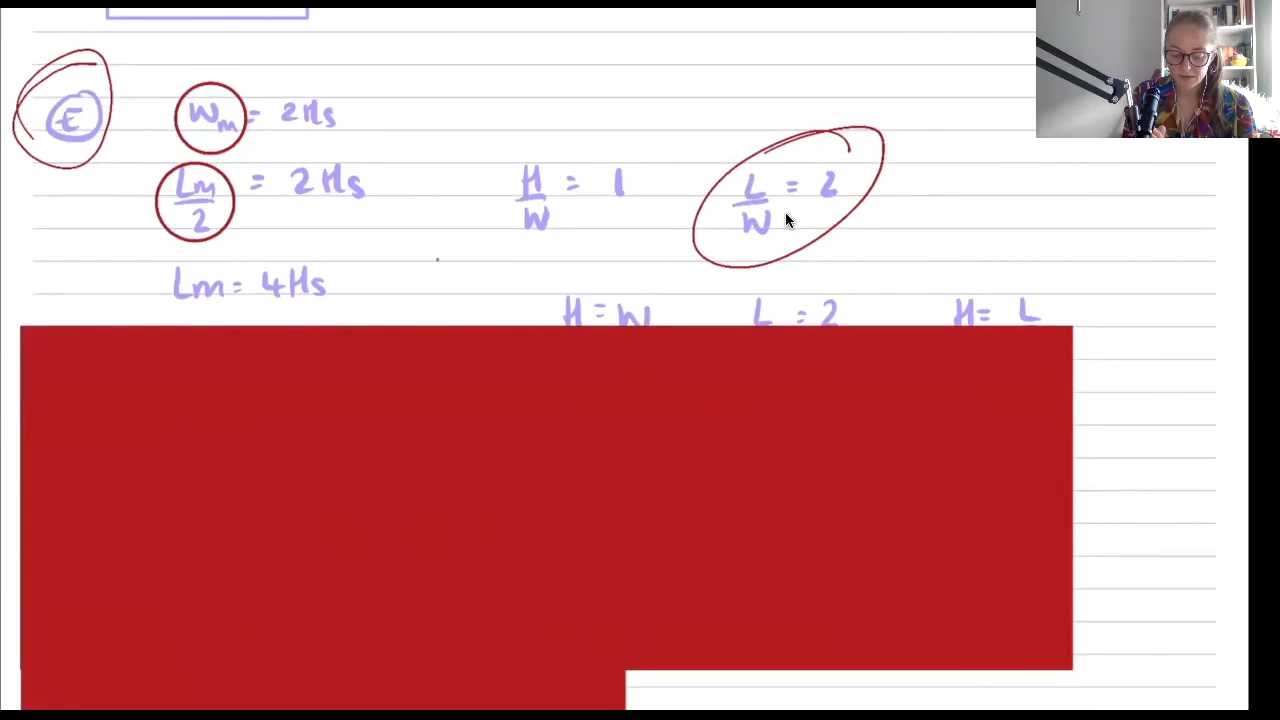 E Wm = 2Hs
Lm/2 = 2Hs H/W = 1 L/W = 2
Lm = 4Hs
H = W L = 2 H = L